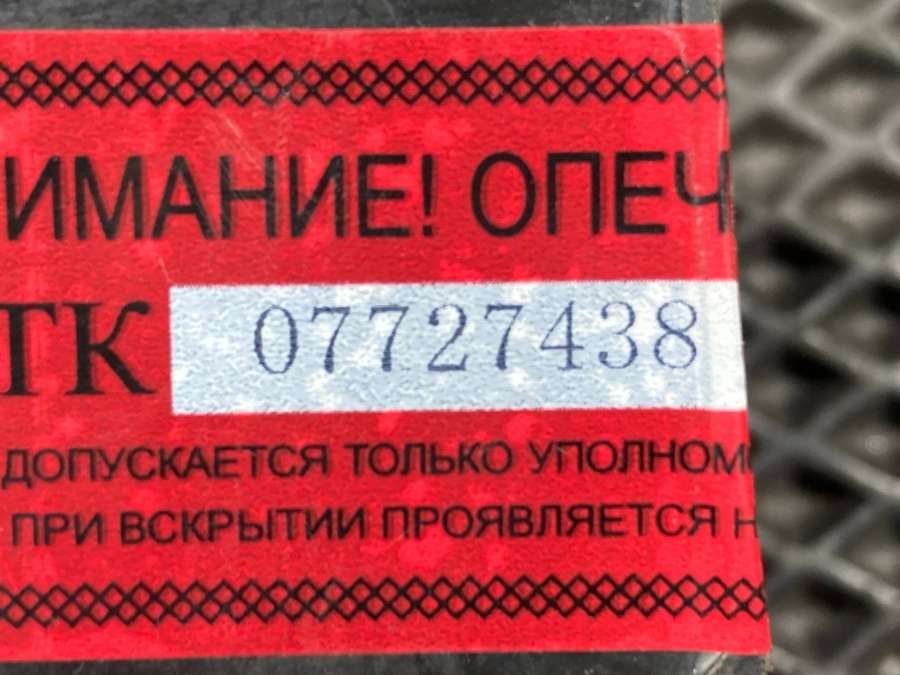 ИМАНИЕ! ОПЕЧ
ТК 07727438
ДОПУСКАЕТСЯ ТОЛЬКО УПОЛНОМ
ПРИ ВСКРЫТИИ ПРОЯВЛЯЕТСЯ Н